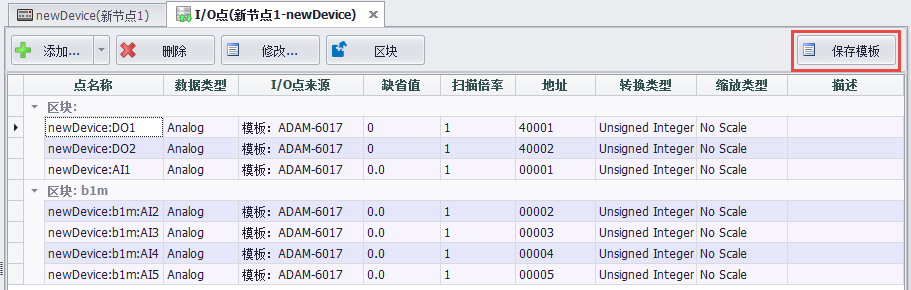 newDevice(新节点1) I/O点(新节点1-newDevice)
添加... 删除 修改... 区块 保存模板
点名称 数据类型 I/O点来源 缺省值 扫描倍率 地址 转换类型 缩放类型 描述
区块:
newDevice:DO1 Analog 模板：ADAM-6017 0 1 40001 Unsigned Integer No Scale
newDevice:DO2 Analog 模板：ADAM-6017 0 1 40002 Unsigned Integer No Scale
newDevice:AI1 Analog 模板：ADAM-6017 0.0 1 00001 Unsigned Integer No Scale
区块: b1m
newDevice:b1m:AI2 Analog 模板：ADAM-6017 0.0 1 00002 Unsigned Integer No Scale
newDevice:b1m:AI3 Analog 模板：ADAM-6017 0.0 1 00003 Unsigned Integer No Scale
newDevice:b1m:AI4 Analog 模板：ADAM-6017 0.0 1 00004 Unsigned Integer No Scale
newDevice:b1m:AI5 Analog 模板：ADAM-6017 0.0 1 00005 Unsigned Integer No Scale